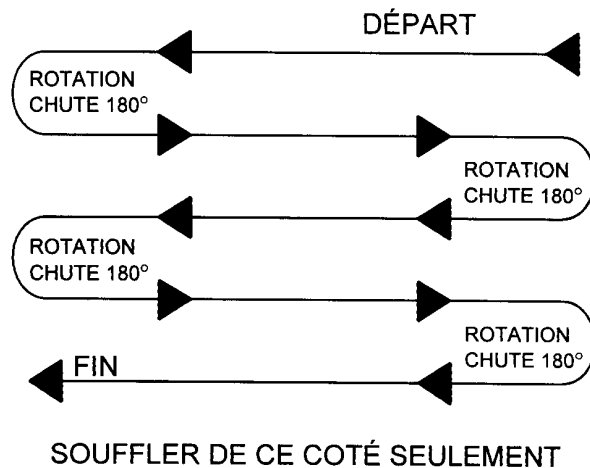 DÉPART
ROTATION
CHUTE 180°
ROTATION
CHUTE 180°
ROTATION
CHUTE 180°
ROTATION
CHUTE 180°
FIN
SOUFFLER DE CE COTÉ SEULEMENT